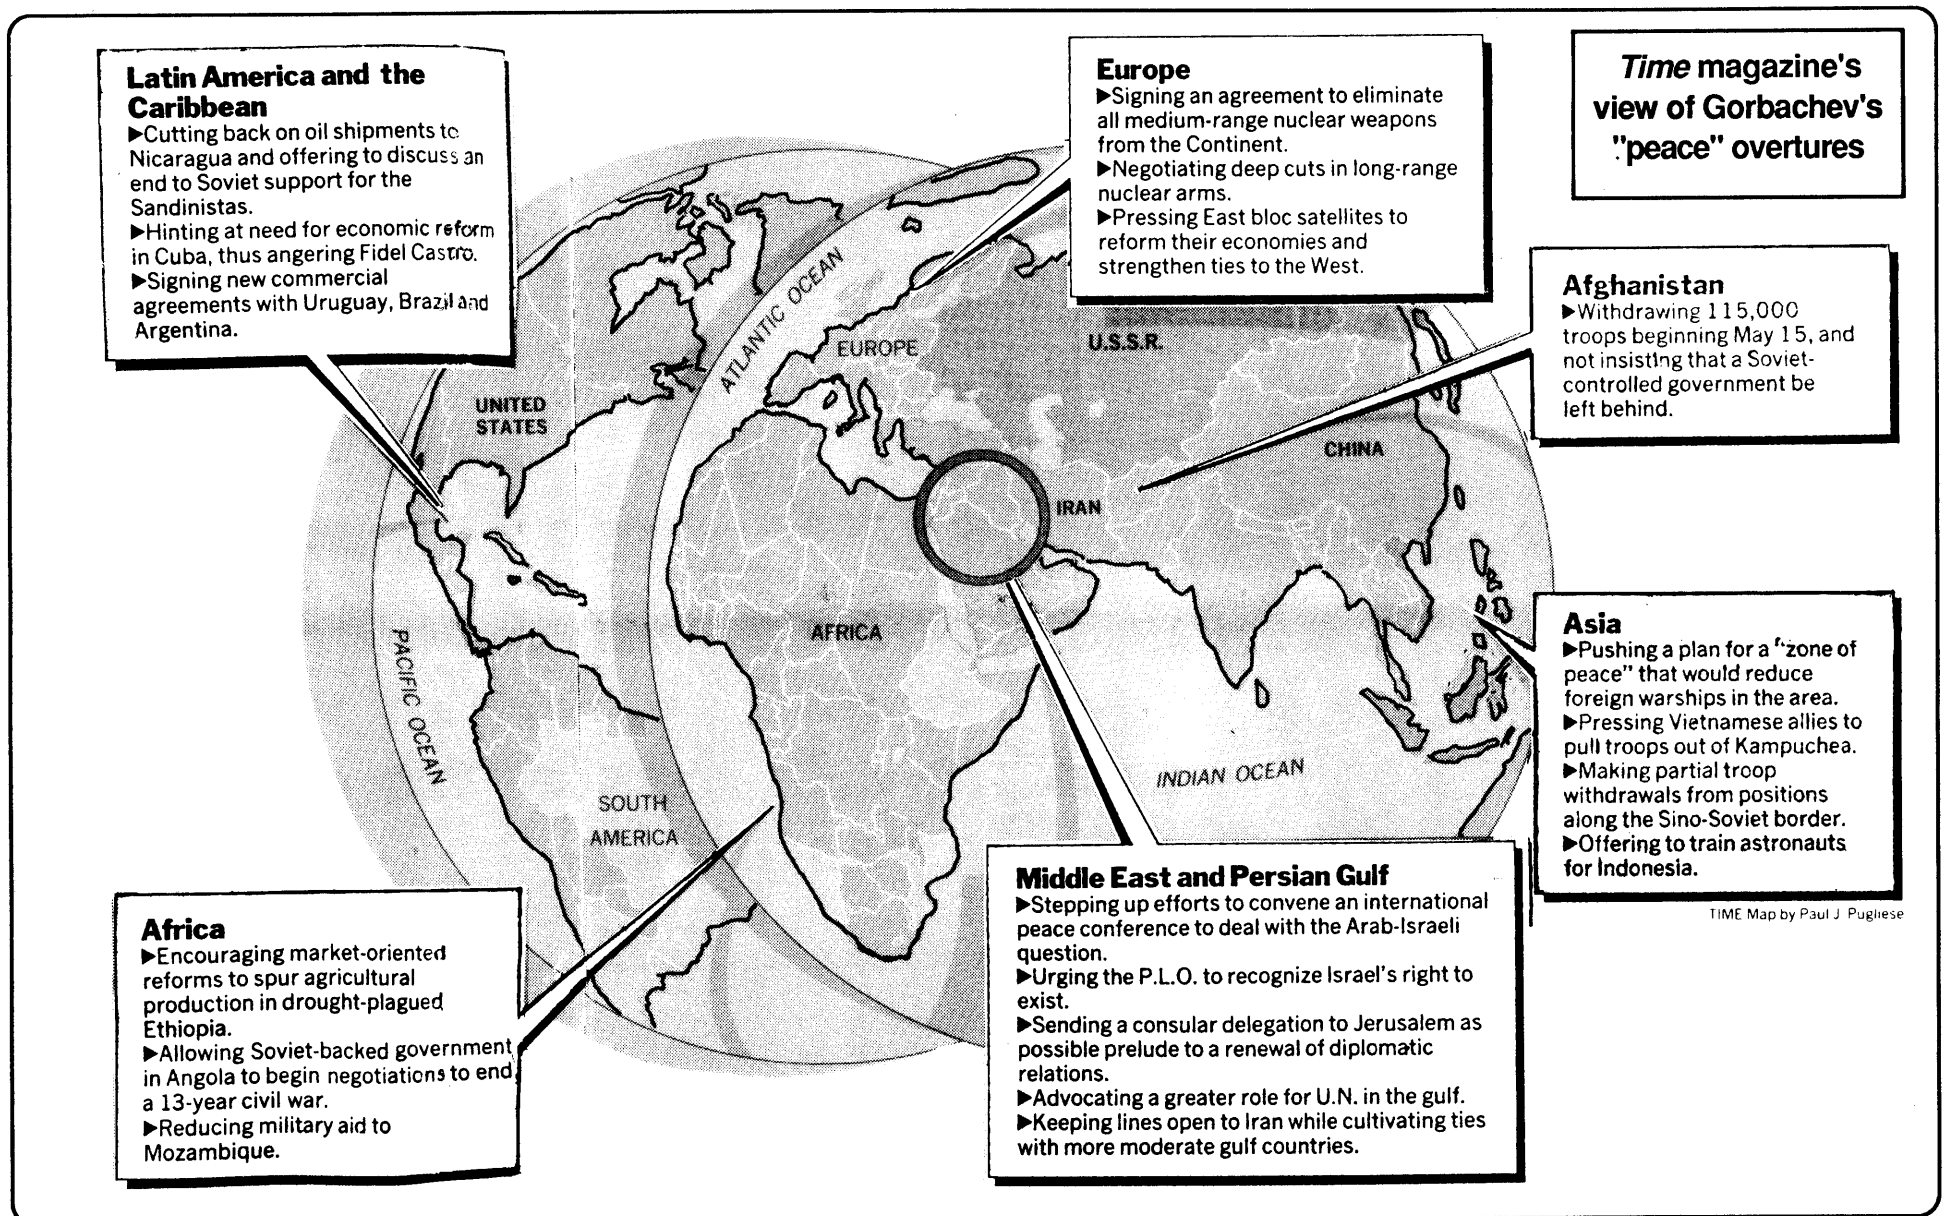 Time magazine's
view of Gorbachev's
"peace" overtures
Latin America and the
Caribbean
▶Cutting back on oil shipments to
Nicaragua and offering to discuss an
end to Soviet support for the
Sandinistas.
▶Hinting at need for economic reform
in Cuba, thus angering Fidel Castro.
▶Signing new commercial
agreements with Uruguay, Brazil and
Argentina.
Europe
▶Signing an agreement to eliminate
all medium-range nuclear weapons
from the Continent.
▶Negotiating deep cuts in long-range
nuclear arms.
▶Pressing East bloc satellites to
reform their economies and
strengthen ties to the West.
Afghanistan
▶Withdrawing 115,000
troops beginning May 15, and
not insisting that a Soviet-
controlled government be
left behind.
ATLANTIC OCEAN
EUROPE
U.S.S.R.
UNITED
STATES
CHINA
IRAN
AFRICA
PACIFIC OCEAN
SOUTH
AMERICA
INDIAN OCEAN
Asia
▶Pushing a plan for a "zone of
peace" that would reduce
foreign warships in the area.
▶Pressing Vietnamese allies to
pull troops out of Kampuchea.
▶Making partial troop
withdrawals from positions
along the Sino-Soviet border.
▶Offering to train astronauts
for Indonesia.
TIME Map by Paul J. Pugliese
Africa
▶Encouraging market-oriented
reforms to spur agricultural
production in drought-plagued
Ethiopia.
▶Allowing Soviet-backed government
in Angola to begin negotiations to end
a 13-year civil war.
▶Reducing military aid to
Mozambique.
Middle East and Persian Gulf
▶Stepping up efforts to convene an international
peace conference to deal with the Arab-Israeli
question.
▶Urging the P.L.O. to recognize Israel's right to
exist.
▶Sending a consular delegation to Jerusalem as
possible prelude to a renewal of diplomatic
relations.
▶Advocating a greater role for U.N. in the gulf.
▶Keeping lines open to Iran while cultivating ties
with more moderate gulf countries.